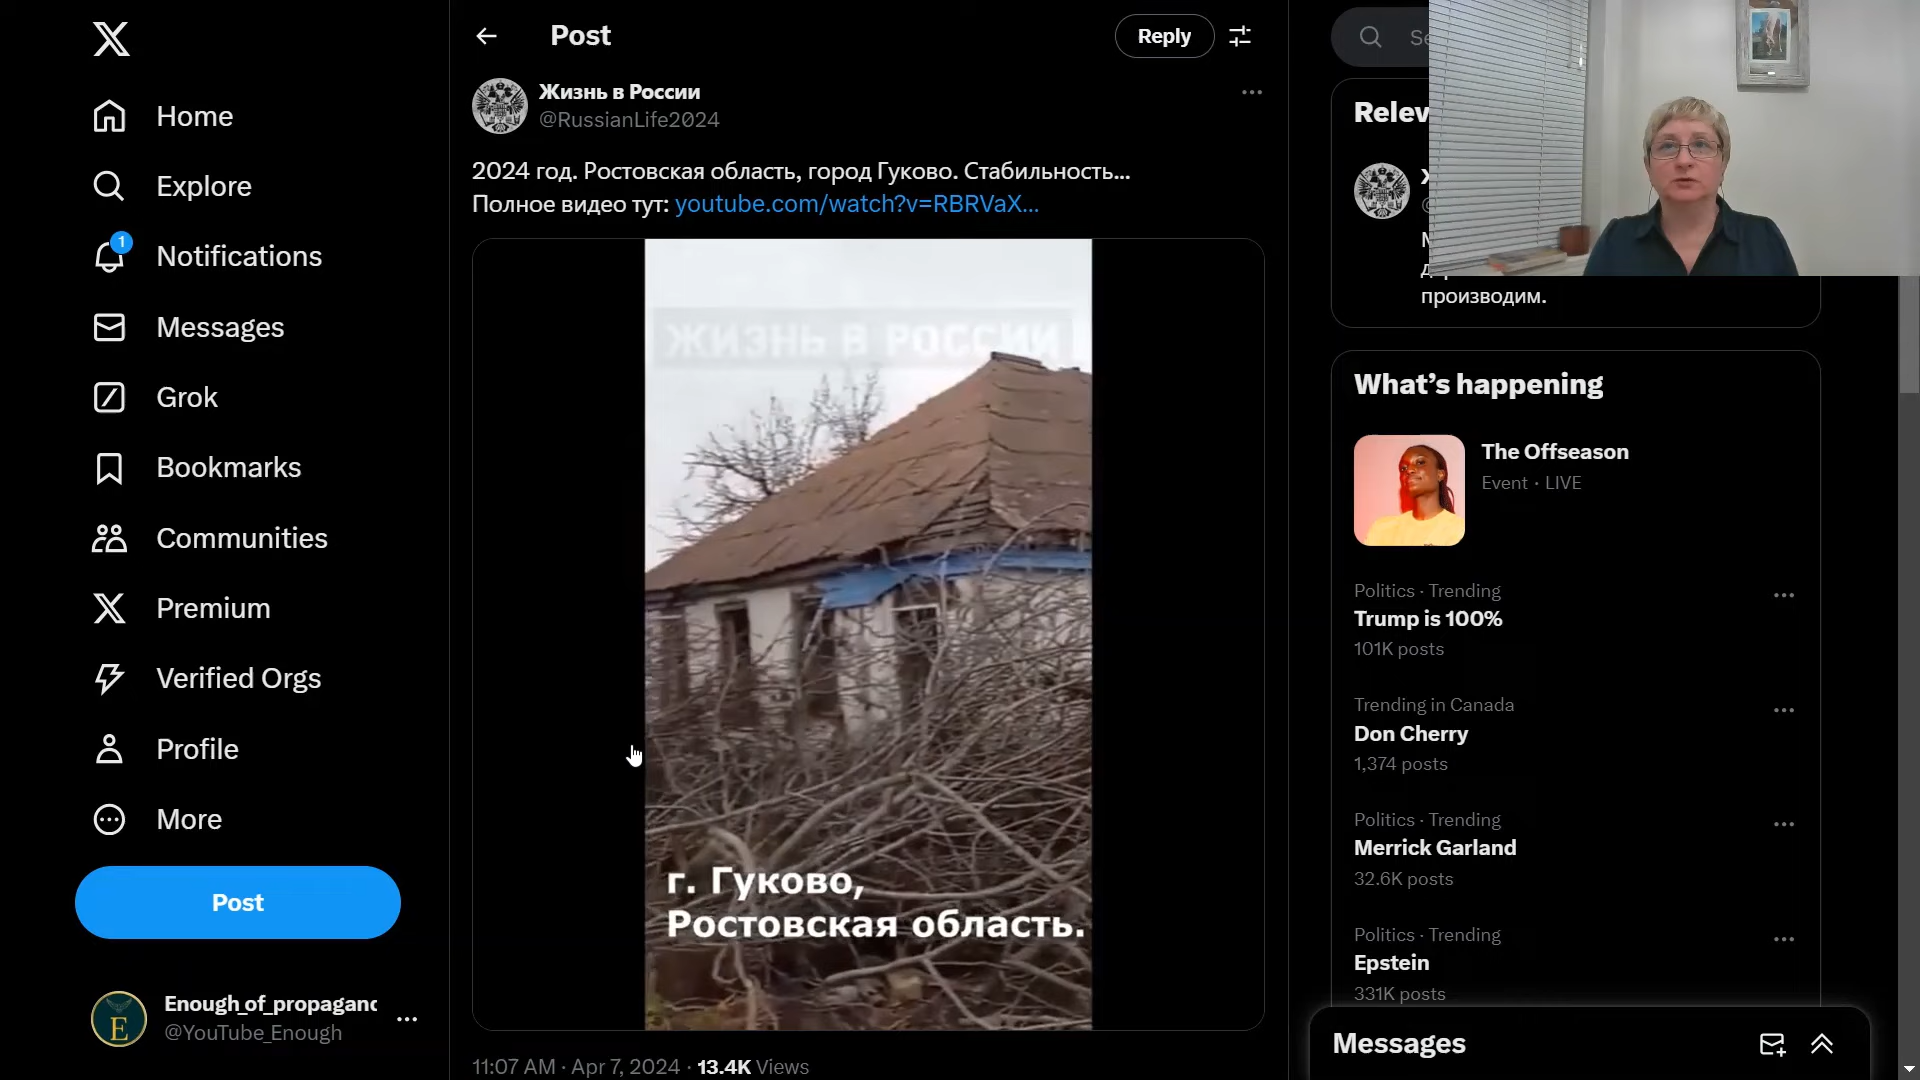 Home
Explore
1
Notifications
Messages
Grok
Bookmarks
Communities
Premium
Verified Orgs
Profile
More
Post
Enough_of_propaganc
@YouTube_Enough
Post
Reply
Жизнь в России
@RussianLife2024
2024 год. Ростовская область, город Гуково. Стабильность...
Полное видео тут: youtube.com/watch?v=RBRVaX...
ЖИЗНЬ В РОССИИ
г. Гуково,
Ростовская область.
11:07 AM · Apr 7, 2024 · 13.4K Views
Se
Relev
производим.
What's happening
The Offseason
Event · LIVE
Politics · Trending
Trump is 100%
101K posts
Trending in Canada
Don Cherry
1,374 posts
Politics · Trending
Merrick Garland
32.6K posts
Politics · Trending
Epstein
331K posts
Messages
E